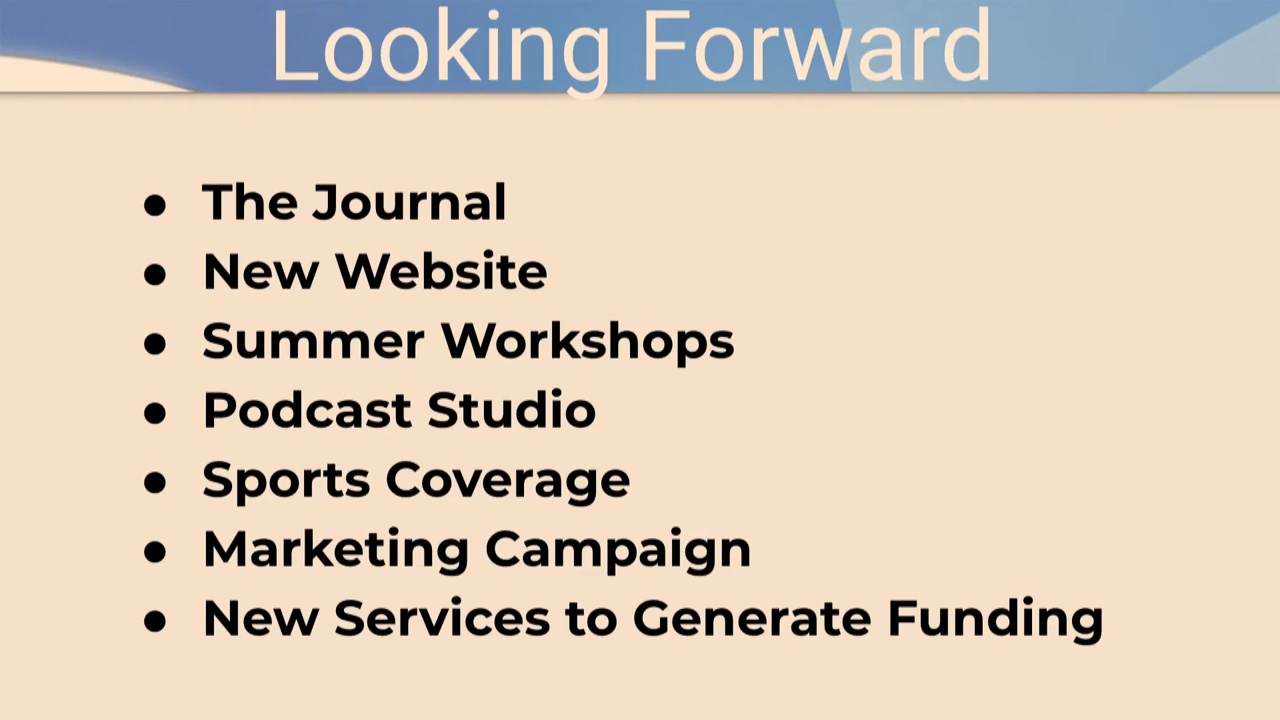 Looking Forward
● The Journal
● New Website
● Summer Workshops
● Podcast Studio
● Sports Coverage
● Marketing Campaign
● New Services to Generate Funding